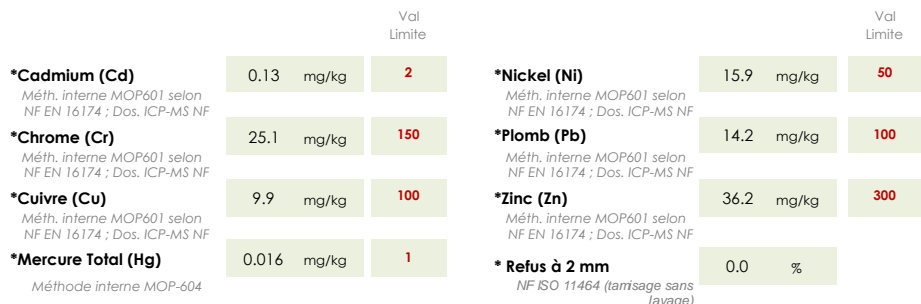 Val
Limite
*Cadmium (Cd) 0.13 mg/kg 2
Méth. interne MOP601 selon
NF EN 16174 ; Dos. ICP-MS NF
*Chrome (Cr) 25.1 mg/kg 150
Méth. interne MOP601 selon
NF EN 16174 ; Dos. ICP-MS NF
*Cuivre (Cu) 9.9 mg/kg 100
Méth. interne MOP601 selon
NF EN 16174 ; Dos. ICP-MS NF
*Mercure Total (Hg) 0.016 mg/kg 1
Méthode interne MOP-604
Val
Limite
*Nickel (Ni) 15.9 mg/kg 50
Méth. interne MOP601 selon
NF EN 16174 ; Dos. ICP-MS NF
*Plomb (Pb) 14.2 mg/kg 100
Méth. interne MOP601 selon
NF EN 16174 ; Dos. ICP-MS NF
*Zinc (Zn) 36.2 mg/kg 300
Méth. interne MOP601 selon
NF EN 16174 ; Dos. ICP-MS NF
* Refus à 2 mm 0.0 %
NF ISO 11464 (tamisage sans
lavage)